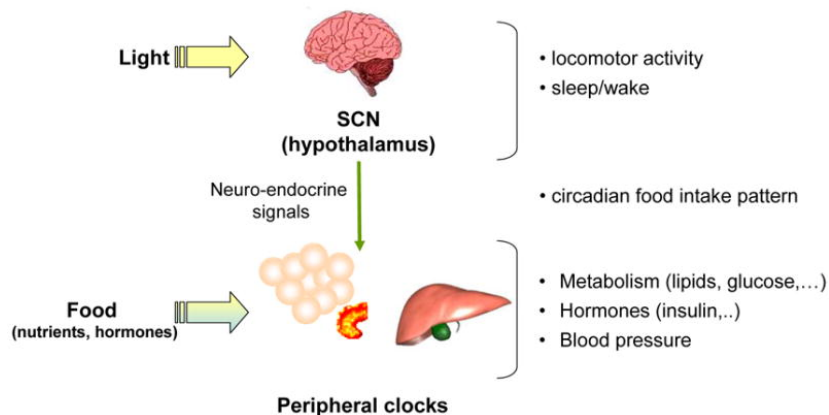 Light
SCN
(hypothalamus)
• locomotor activity
• sleep/wake
Neuro-endocrine
signals
• circadian food intake pattern
Food
(nutrients, hormones)
• Metabolism (lipids, glucose,…)
• Hormones (insulin,..)
• Blood pressure
Peripheral clocks